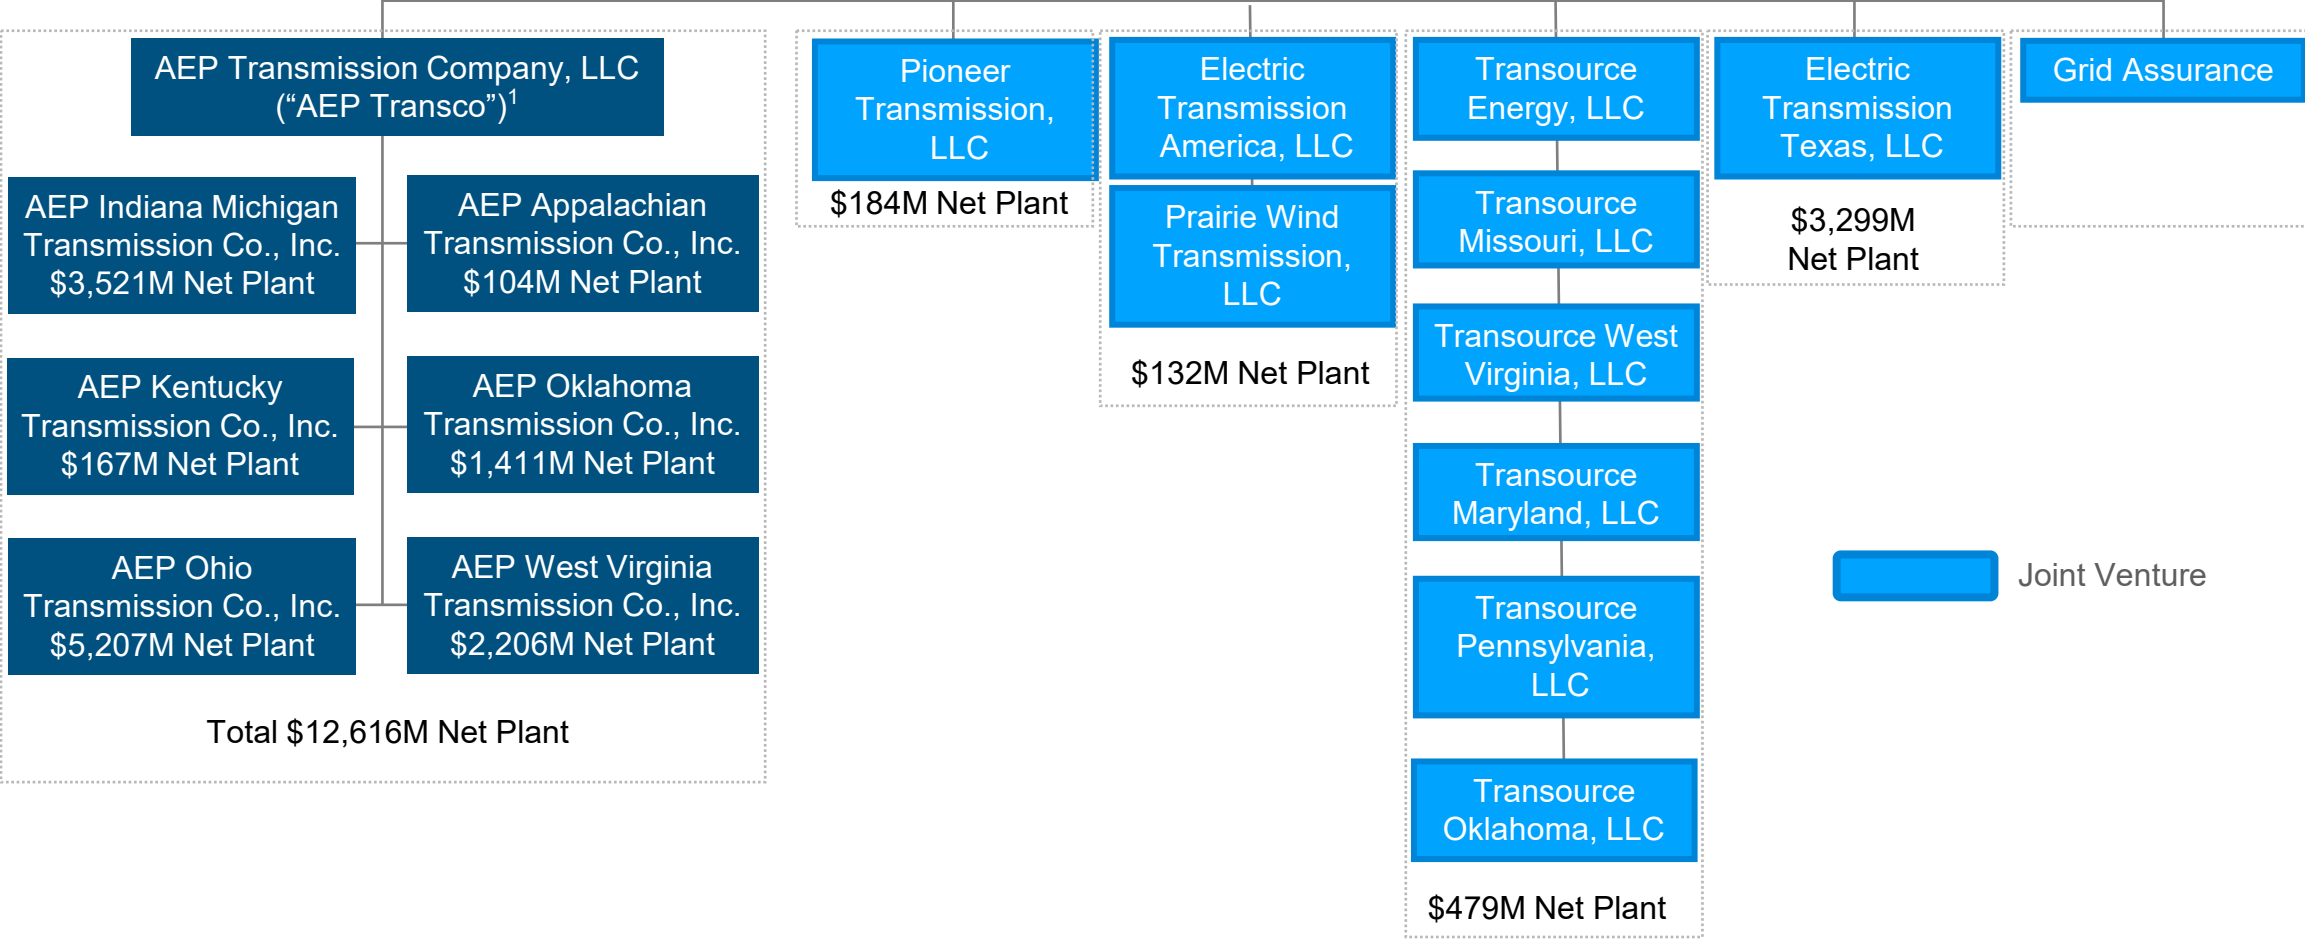 AEP Transmission Company, LLC
(“AEP Transco”)1
AEP Indiana Michigan
Transmission Co., Inc.
$3,521M Net Plant
AEP Appalachian
Transmission Co., Inc.
$104M Net Plant
AEP Kentucky
Transmission Co., Inc.
$167M Net Plant
AEP Oklahoma
Transmission Co., Inc.
$1,411M Net Plant
AEP Ohio
Transmission Co., Inc.
$5,207M Net Plant
AEP West Virginia
Transmission Co., Inc.
$2,206M Net Plant
Total $12,616M Net Plant
Pioneer
Transmission,
LLC
$184M Net Plant
Electric
Transmission
America, LLC
Prairie Wind
Transmission,
LLC
$132M Net Plant
Transource
Energy, LLC
Transource
Missouri, LLC
Transource West
Virginia, LLC
Transource
Maryland, LLC
Transource
Pennsylvania,
LLC
Transource
Oklahoma, LLC
$479M Net Plant
Electric
Transmission
Texas, LLC
$3,299M
Net Plant
Grid Assurance
Joint Venture